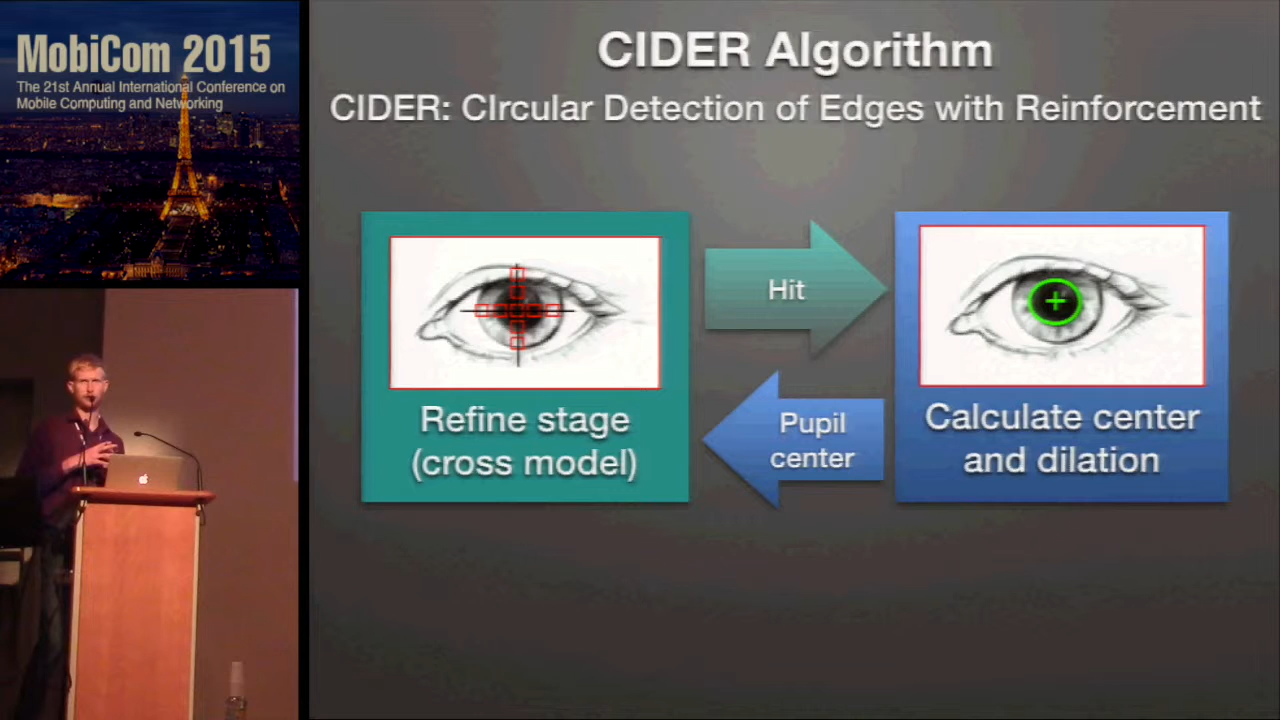 MobiCom 2015
The 21st Annual International Conference on
Mobile Computing and Networking
CIDER Algorithm
CIDER: CIrcular Detection of Edges with Reinforcement
Hit
Refine stage
(cross model)
Pupil
center
Calculate center
and dilation